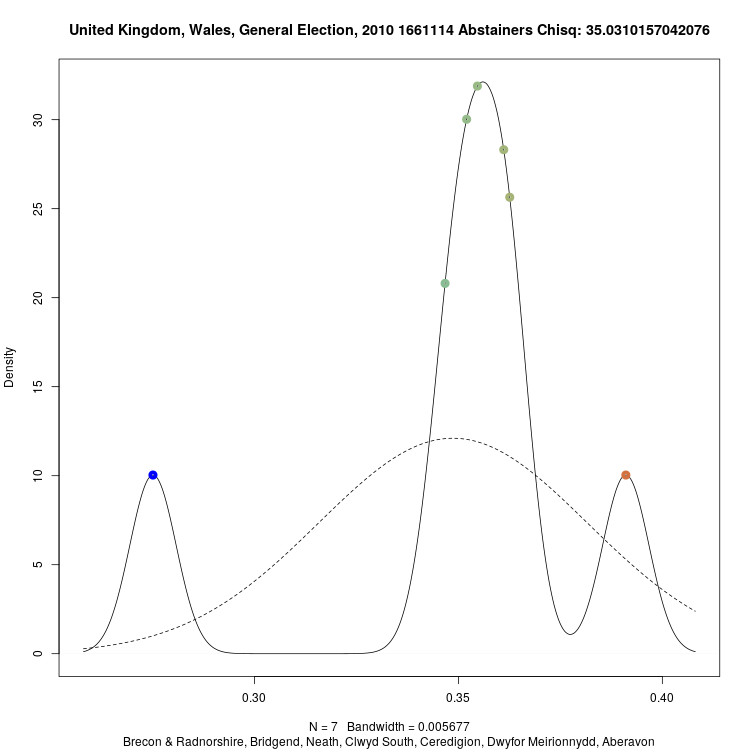 United Kingdom, Wales, General Election, 2010 1661114 Abstainers Chisq: 35.0310157042076
Density
30
25
20
15
10
5
0
0.30 0.35 0.40
N = 7 Bandwidth = 0.005677
Brecon & Radnorshire, Bridgend, Neath, Clwyd South, Ceredigion, Dwyfor Meirionnydd, Aberavon